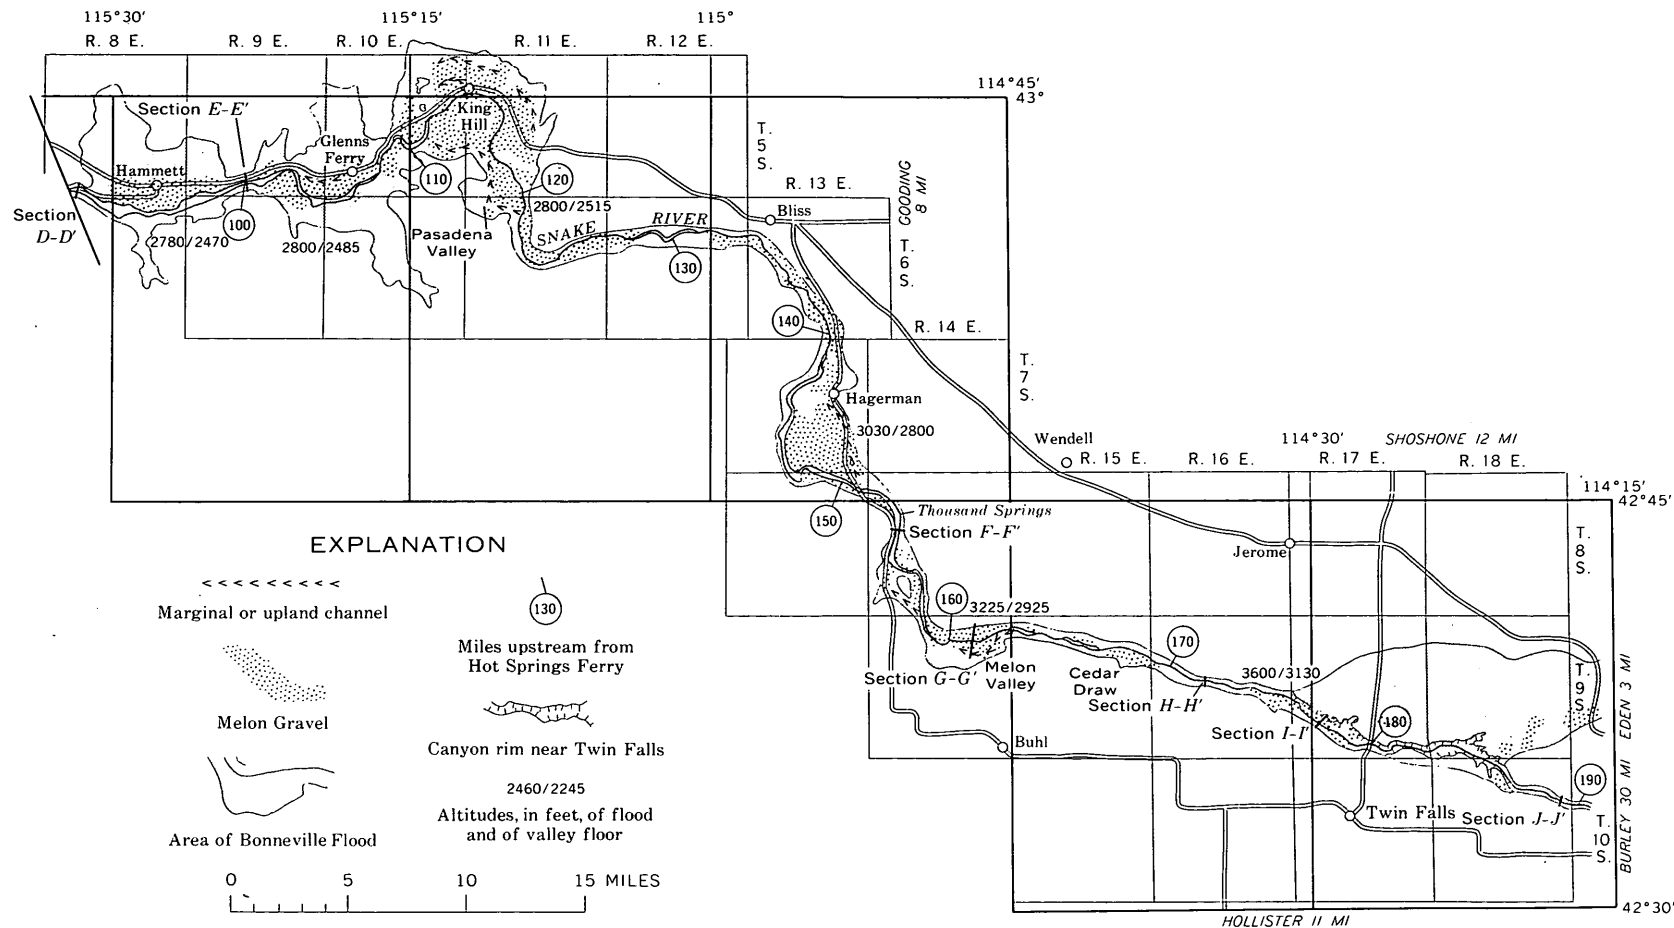 115°30′ 115°15′ 115°
R. 8 E. R. 9 E. R. 10 E. R. 11 E. R. 12 E.
114°45′
43°
Section E-E′
King
Hill
Glenns
Ferry
Hammett
110
120
100
T.
5
S.
R. 13 E.
GOODING
8 MI
Section
D-D′
2780/2470
2800/2485
2800/2515
Pasadena
Valley
SNAKE RIVER
130
Bliss
T.
6
S.
140
R. 14 E.
T.
7
S.
Hagerman
3030/2800
Wendell
114°30′
SHOSHONE 12 MI
R. 15 E. R. 16 E. R. 17 E. R. 18 E.
114°15′
42°45′
150
Thousand Springs
Section F-F′
Jerome
T.
8
S.
160
3225/2925
170
Section G-G′
Melon
Valley
Cedar
Draw
Section H-H′
3600/3130
T.
9
S.
EDEN 3 MI
Section I-I′
180
Buhl
190
Twin Falls
Section J-J′
T.
10
S.
BURLEY 30 MI
42°30′
HOLLISTER 11 MI
EXPLANATION
Marginal or upland channel
Melon Gravel
Area of Bonneville Flood
130
Miles upstream from
Hot Springs Ferry
Canyon rim near Twin Falls
2460/2245
Altitudes, in feet, of flood
and of valley floor
0 5 10 15 MILES